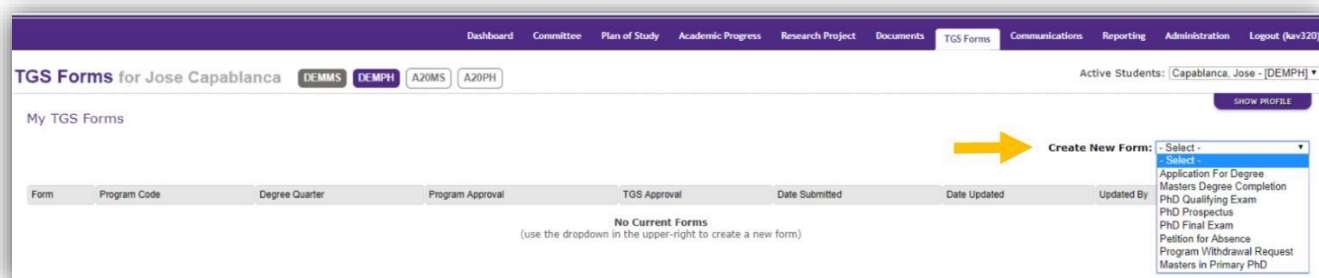 Dashboard Committee Plan of Study Academic Progress Research Project Documents TGS Forms Communications Reporting Administration Logout (kav320)
TGS Forms for Jose Capablanca DEMMS DEMPH A20MS A20PH Active Students: Capablanca, Jose - [DEMPH]
SHOW PROFILE
My TGS Forms
Create New Form: - Select -
- Select -
Application For Degree
Masters Degree Completion
PhD Qualifying Exam
PhD Prospectus
PhD Final Exam
Petition for Absence
Program Withdrawal Request
Masters in Primary PhD
Form Program Code Degree Quarter Program Approval TGS Approval Date Submitted Date Updated Updated By
No Current Forms
(use the dropdown in the upper-right to create a new form)